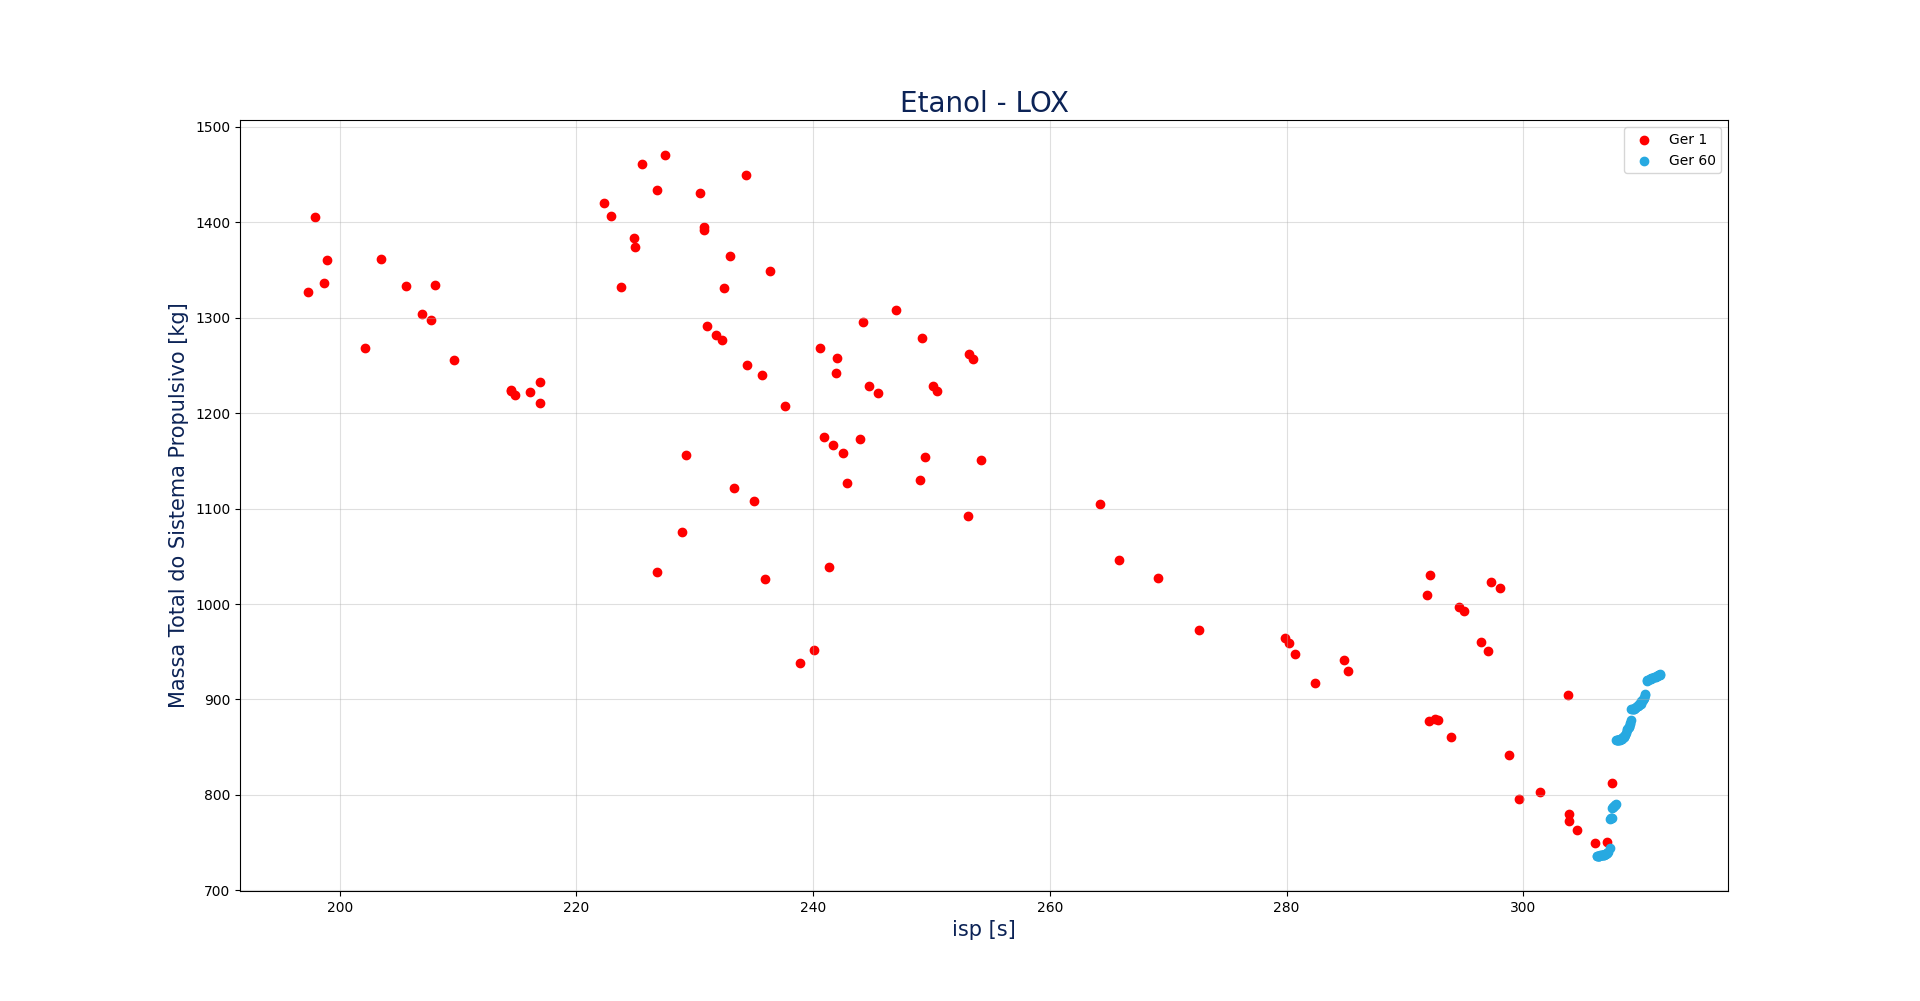 Etanol - LOX
Ger 1
Ger 60
Massa Total do Sistema Propulsivo [kg]
1500
1400
1300
1200
1100
1000
900
800
700
200 220 240 260 280 300
isp [s]